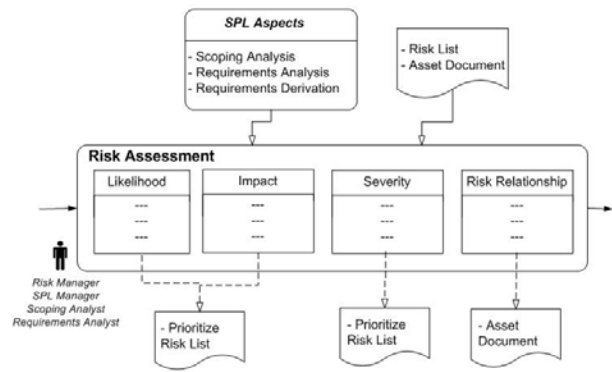 SPL Aspects
- Scoping Analysis
- Requirements Analysis
- Requirements Derivation
- Risk List
- Asset Document
Risk Assessment
Likelihood
---
---
---
Impact
---
---
---
Severity
---
---
---
Risk Relationship
---
---
---
Risk Manager
SPL Manager
Scoping Analyst
Requirements Analyst
- Prioritize
Risk List
- Prioritize
Risk List
- Asset
Document